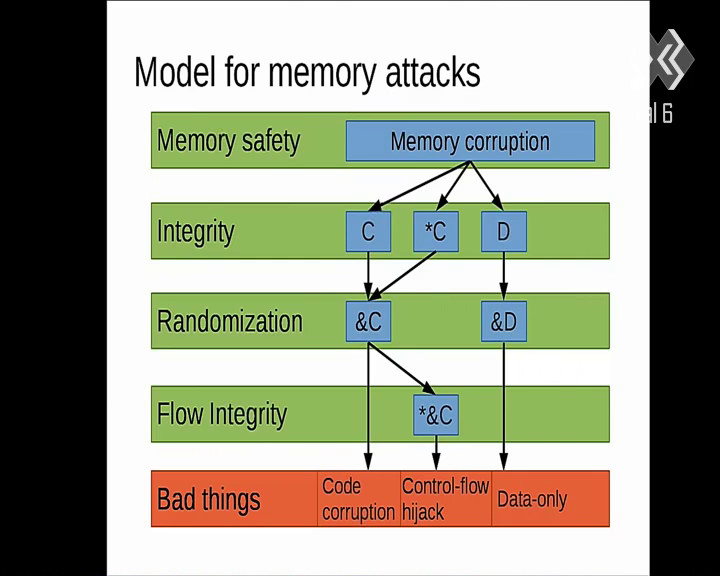 Model for memory attacks
Memory safety
Memory corruption
Integrity
C
*C
D
Randomization
&C
&D
Flow Integrity
*&C
Bad things
Code
corruption
Control-flow
hijack
Data-only
al 6